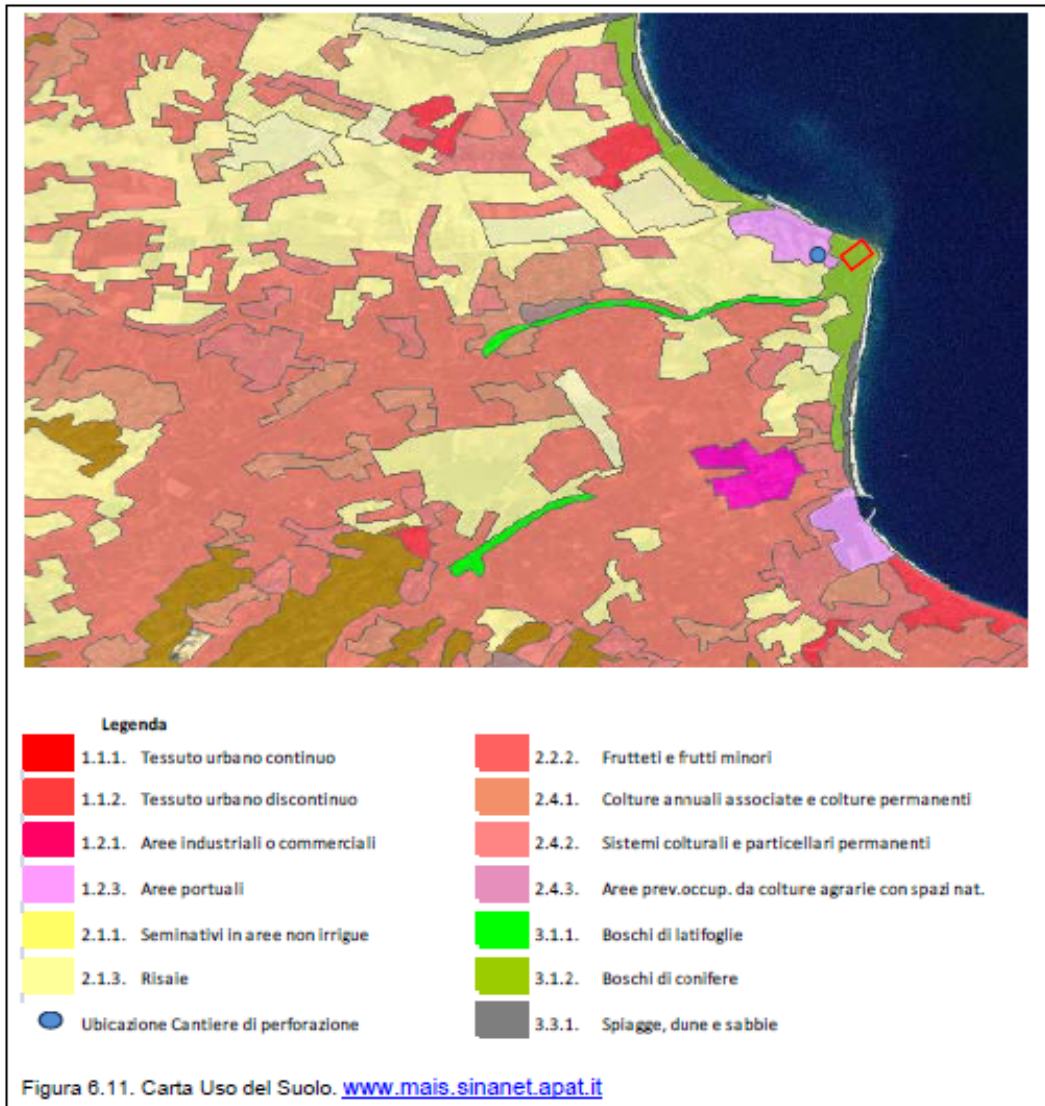 Legenda
1.1.1. Tessuto urbano continuo
1.1.2. Tessuto urbano discontinuo
1.2.1. Aree industriali o commerciali
1.2.3. Aree portuali
2.1.1. Seminativi in aree non irrigue
2.1.3. Risaie
Ubicazione Cantiere di perforazione
2.2.2. Frutteti e frutti minori
2.4.1. Colture annuali associate e colture permanenti
2.4.2. Sistemi colturali e particellari permanenti
2.4.3. Aree prev.occup. da colture agrarie con spazi nat.
3.1.1. Boschi di latifoglie
3.1.2. Boschi di conifere
3.3.1. Spiagge, dune e sabbie
Figura 6.11. Carta Uso del Suolo. www.mais.sinanet.apat.it